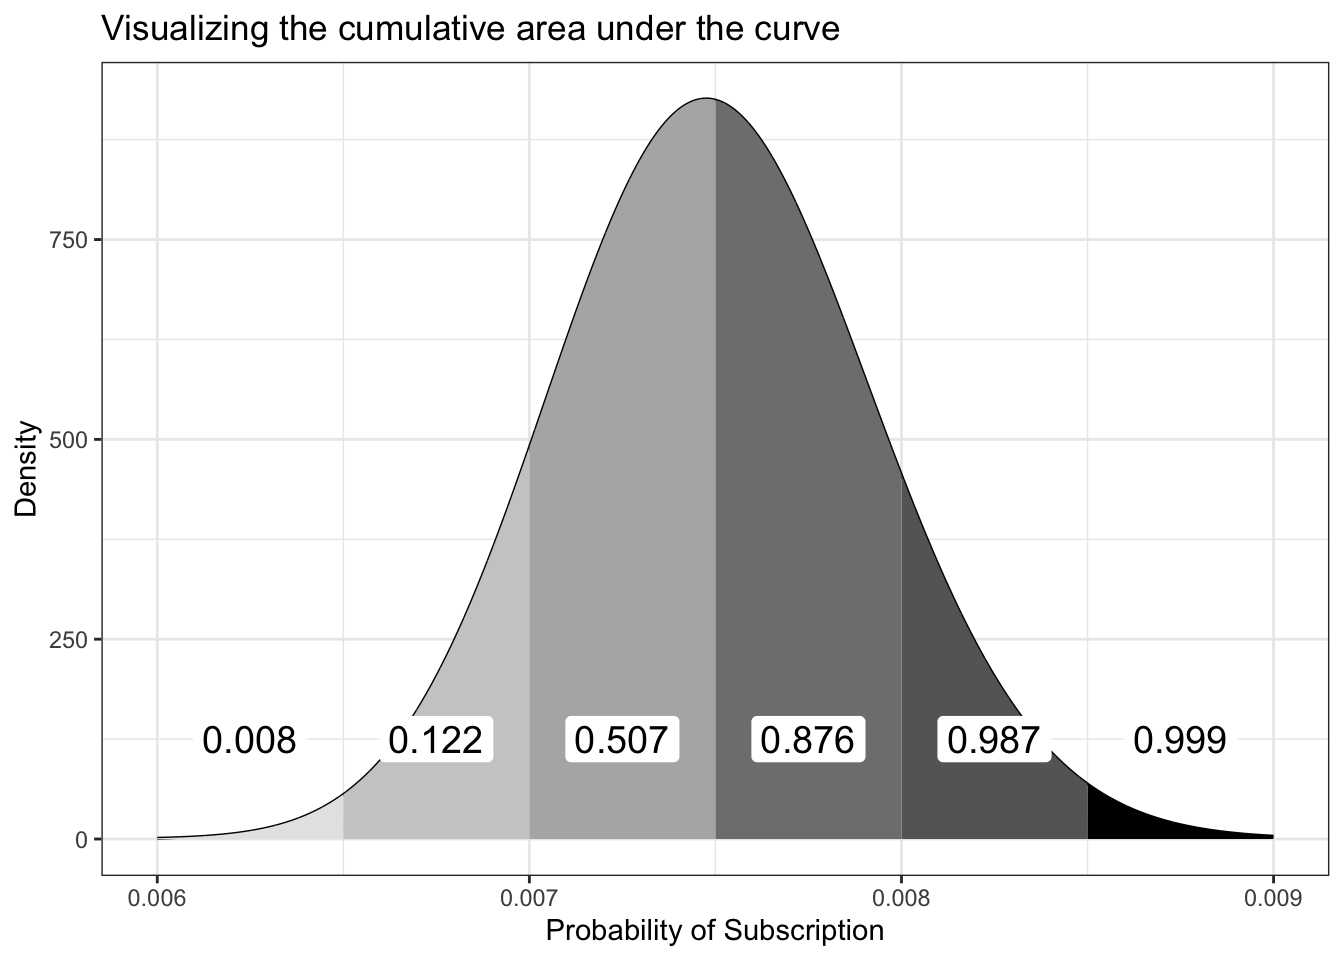 Visualizing the cumulative area under the curve
Density
750
500
250
0
0.008 0.122 0.507 0.876 0.987 0.999
0.006 0.007 0.008 0.009
Probability of Subscription